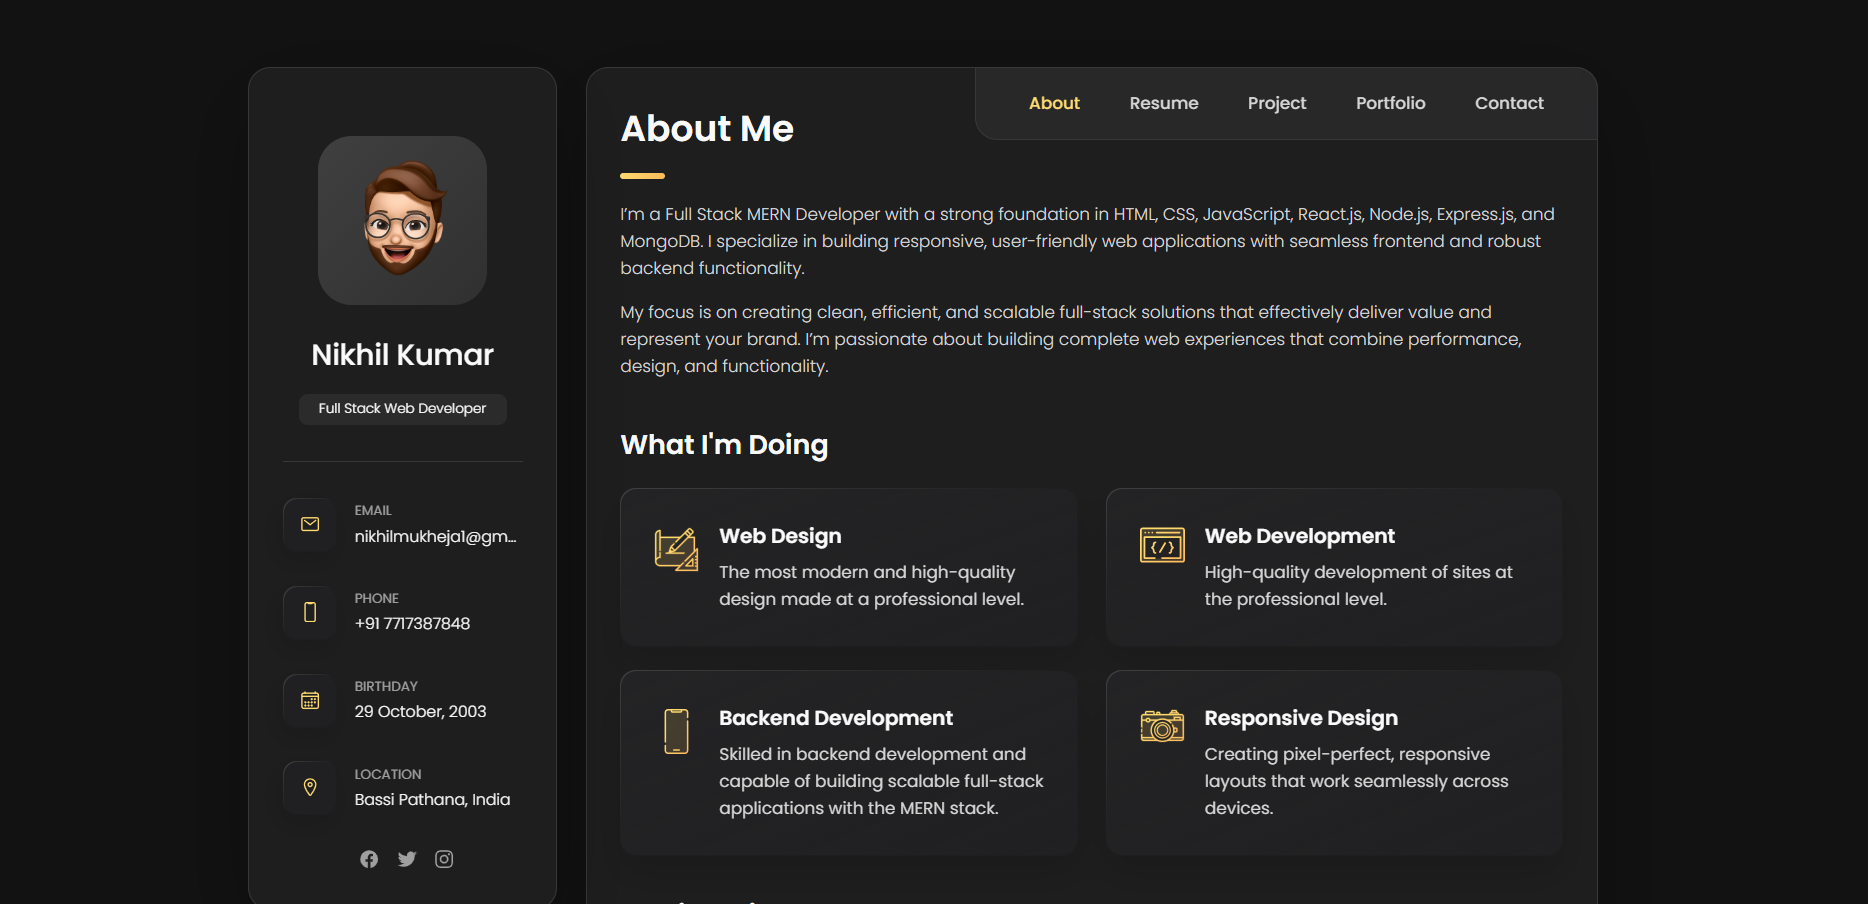 Nikhil Kumar
Full Stack Web Developer
EMAIL
nikhilmukheja1@gm...
PHONE
+91 7717387848
BIRTHDAY
29 October, 2003
LOCATION
Bassi Pathana, India
About Resume Project Portfolio Contact
About Me
I’m a Full Stack MERN Developer with a strong foundation in HTML, CSS, JavaScript, React.js, Node.js, Express.js, and
MongoDB. I specialize in building responsive, user-friendly web applications with seamless frontend and robust
backend functionality.
My focus is on creating clean, efficient, and scalable full-stack solutions that effectively deliver value and
represent your brand. I’m passionate about building complete web experiences that combine performance,
design, and functionality.
What I'm Doing
Web Design
The most modern and high-quality
design made at a professional level.
Web Development
High-quality development of sites at
the professional level.
Backend Development
Skilled in backend development and
capable of building scalable full-stack
applications with the MERN stack.
Responsive Design
Creating pixel-perfect, responsive
layouts that work seamlessly across
devices.